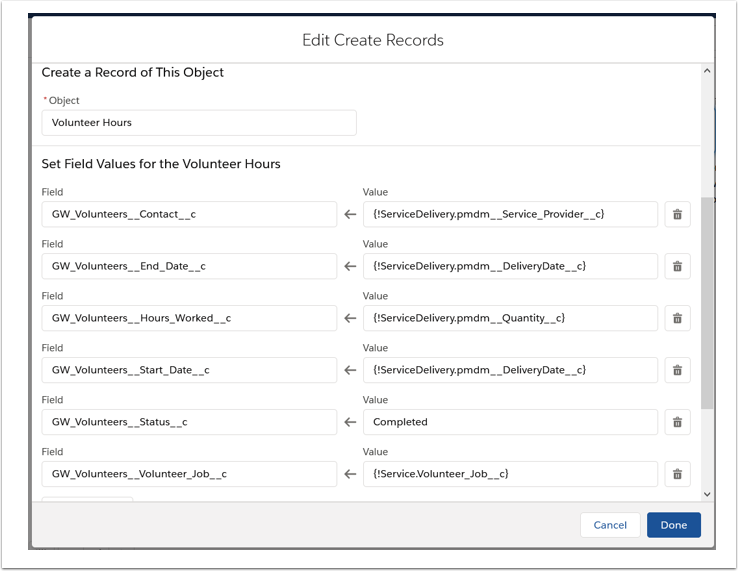 Edit Create Records
Create a Record of This Object
* Object
Volunteer Hours
Set Field Values for the Volunteer Hours
Field Value
GW_Volunteers__Contact__c {!ServiceDelivery.pmdm__Service_Provider__c}
Field Value
GW_Volunteers__End_Date__c {!ServiceDelivery.pmdm__DeliveryDate__c}
Field Value
GW_Volunteers__Hours_Worked__c {!ServiceDelivery.pmdm__Quantity__c}
Field Value
GW_Volunteers__Start_Date__c {!ServiceDelivery.pmdm__DeliveryDate__c}
Field Value
GW_Volunteers__Status__c Completed
Field Value
GW_Volunteers__Volunteer_Job__c {!Service.Volunteer_Job__c}
Cancel Done